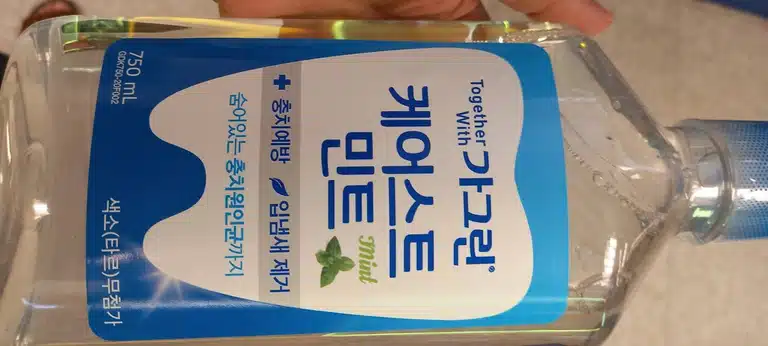 Together
With 가그린®
케어스트
민트
Mint
충치예방 입냄새 제거
숨어있는 충치원인균까지
750 mL
GDK750-20F002
색소(타르)무첨가